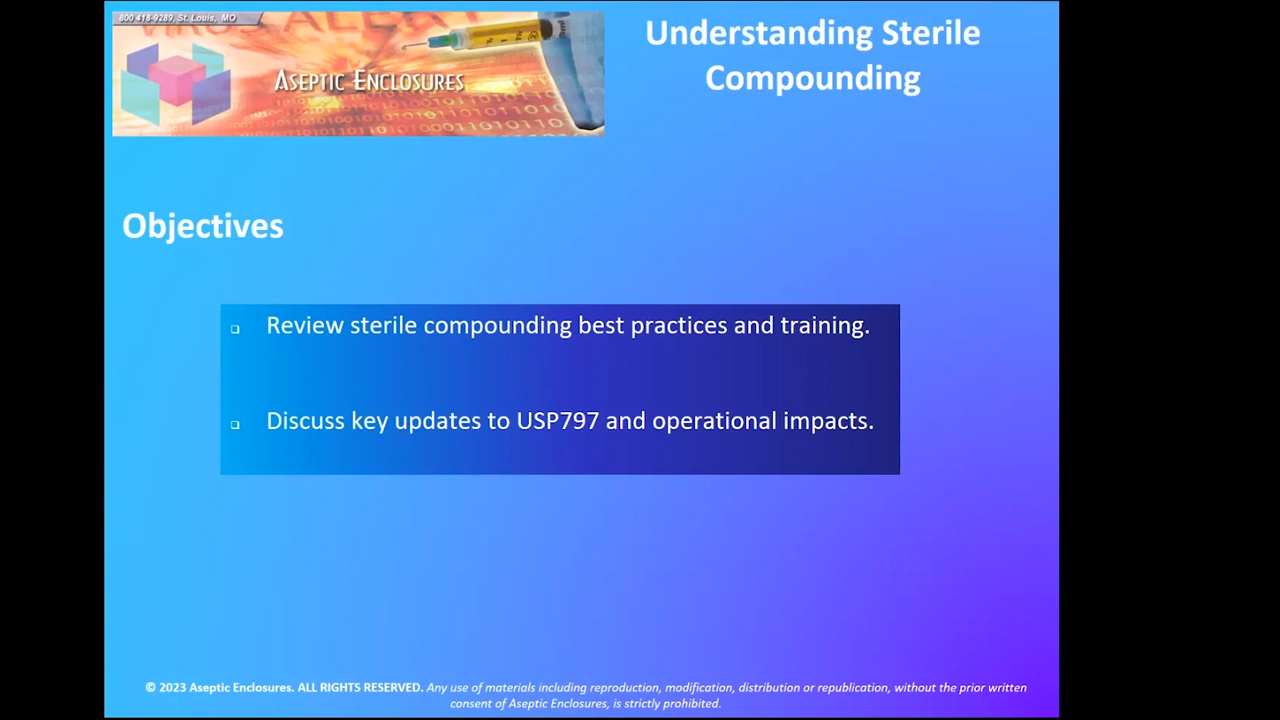 800 418-9289, St. Louis, MO
VIRUS ALERT
ASEPTIC ENCLOSURES
Understanding Sterile
Compounding
Objectives
Review sterile compounding best practices and training.
Discuss key updates to USP797 and operational impacts.
© 2023 Aseptic Enclosures. ALL RIGHTS RESERVED. Any use of materials including reproduction, modification, distribution or republication, without the prior written
consent of Aseptic Enclosures, is strictly prohibited.